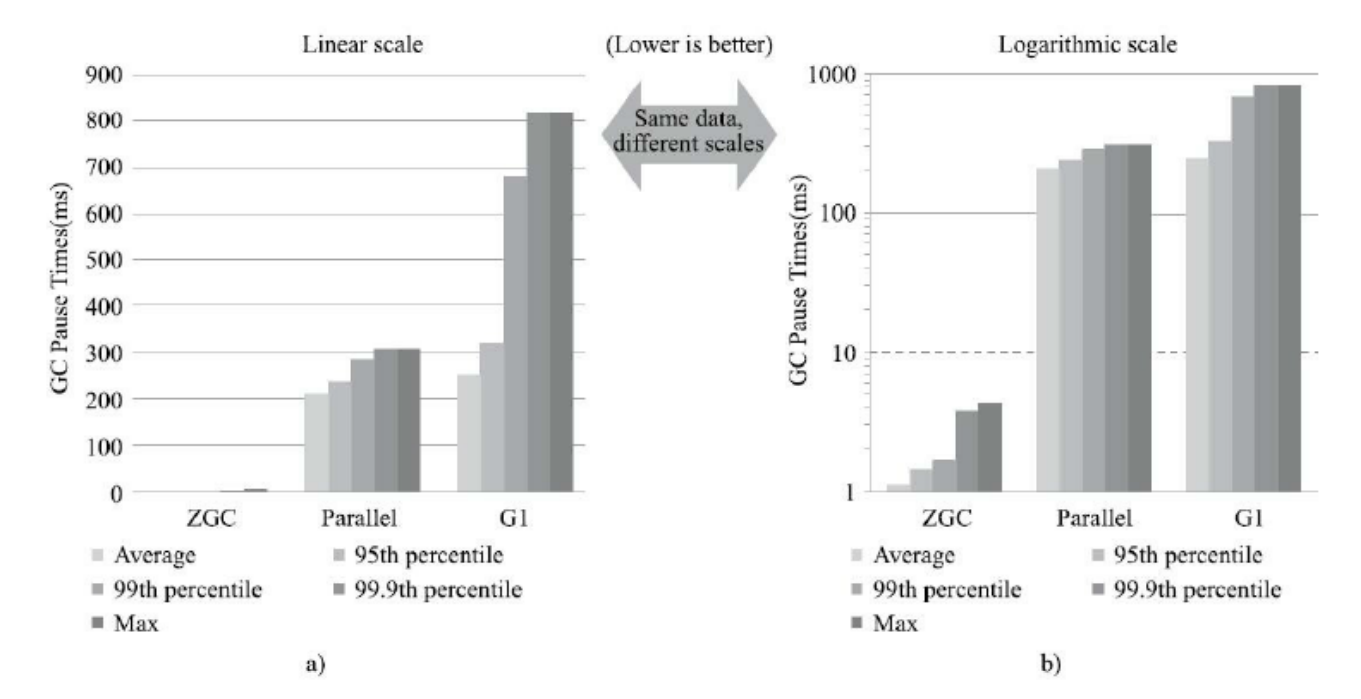 Linear scale
(Lower is better)
Logarithmic scale
Same data,
different scales
GC Pause Times(ms)
900
800
700
600
500
400
300
200
100
0
ZGC Parallel G1
Average 95th percentile
99th percentile 99.9th percentile
Max
a)
GC Pause Times(ms)
1000
100
10
1
ZGC Parallel G1
Average 95th percentile
99th percentile 99.9th percentile
Max
b)